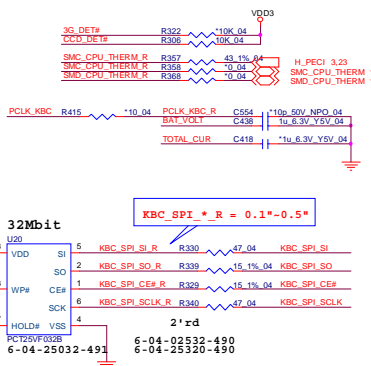 VDD3
3G_DET# R322 *10K_04
CCD_DET# R306 10K_04
SMC_CPU_THERM_R R357 43_1%_04 H_PECI 3,23
SMC_CPU_THERM_R R358 *0_04 SMC_CPU_THERM
SMD_CPU_THERM_R R368 *0_04 SMD_CPU_THERM
PCLK_KBC R415 *10_04 PCLK_KBC_R C554 *10p_50V_NPO_04
BAT_VOLT C438 1u_6.3V_Y5V_04
TOTAL_CUR C418 *1u_6.3V_Y5V_04
KBC_SPI_*_R = 0.1"~0.5"
32Mbit
U20
VDD SI 5 KBC_SPI_SI_R R330 47_04 KBC_SPI_SI
SO 2 KBC_SPI_SO_R R339 15_1%_04 KBC_SPI_SO
WP# CE# 1 KBC_SPI_CE#_R R329 15_1%_04 KBC_SPI_CE#
SCK 6 KBC_SPI_SCLK_R R340 47_04 KBC_SPI_SCLK
HOLD# VSS 4
PCT25VF032B
6-04-25032-491
2'rd
6-04-02532-490
6-04-25320-490